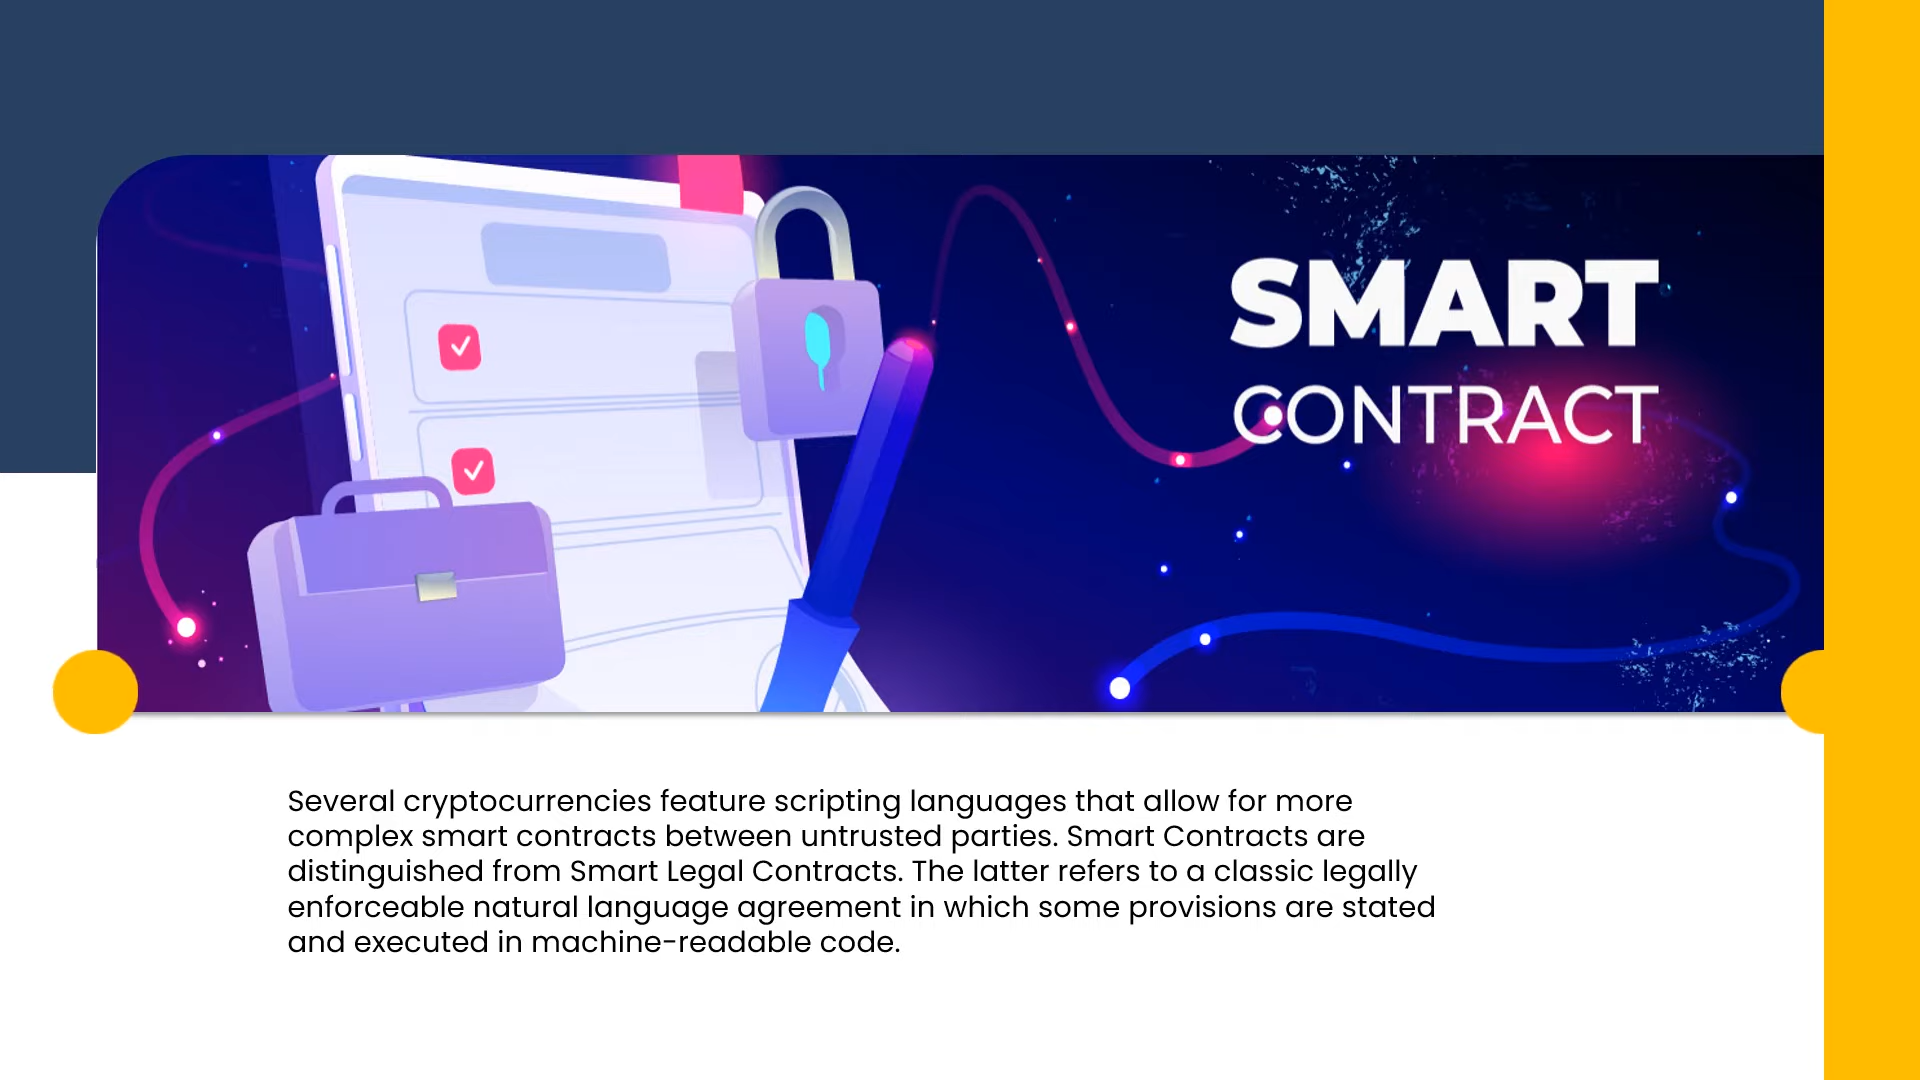 SMART
CONTRACT
Several cryptocurrencies feature scripting languages that allow for more
complex smart contracts between untrusted parties. Smart Contracts are
distinguished from Smart Legal Contracts. The latter refers to a classic legally
enforceable natural language agreement in which some provisions are stated
and executed in machine-readable code.